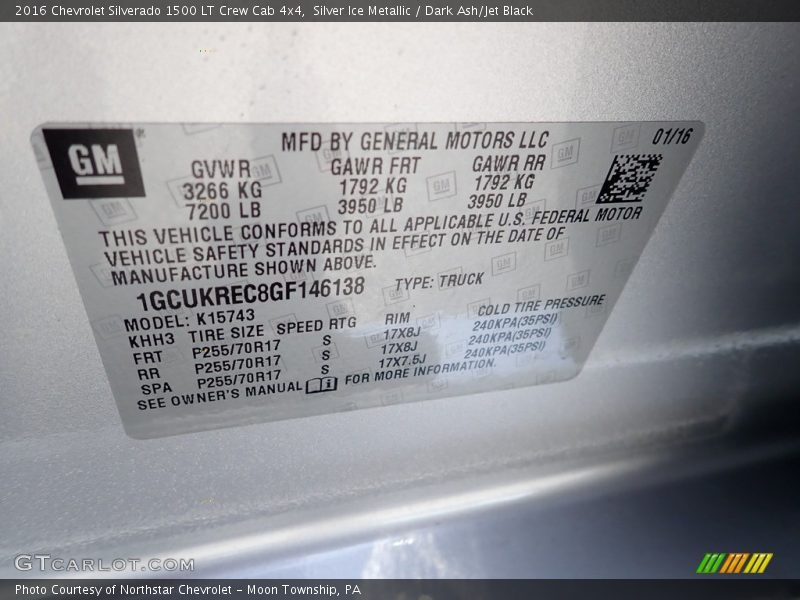 2016 Chevrolet Silverado 1500 LT Crew Cab 4x4, Silver Ice Metallic / Dark Ash/Jet Black
GM
MFD BY GENERAL MOTORS LLC
01/16
GVWR GAWR FRT GAWR RR
3266 KG 1792 KG 1792 KG
7200 LB 3950 LB 3950 LB
THIS VEHICLE CONFORMS TO ALL APPLICABLE U.S. FEDERAL MOTOR
VEHICLE SAFETY STANDARDS IN EFFECT ON THE DATE OF
MANUFACTURE SHOWN ABOVE.
1GCUKREC8GF146138 TYPE: TRUCK
MODEL: K15743
KHH3 TIRE SIZE SPEED RTG RIM COLD TIRE PRESSURE
FRT P255/70R17 S 17X8J 240KPA(35PSI)
RR P255/70R17 S 17X8J 240KPA(35PSI)
SPA P255/70R17 S 17X7.5J 240KPA(35PSI)
SEE OWNER'S MANUAL FOR MORE INFORMATION.
GTCarLot.com
Photo Courtesy of Northstar Chevrolet - Moon Township, PA